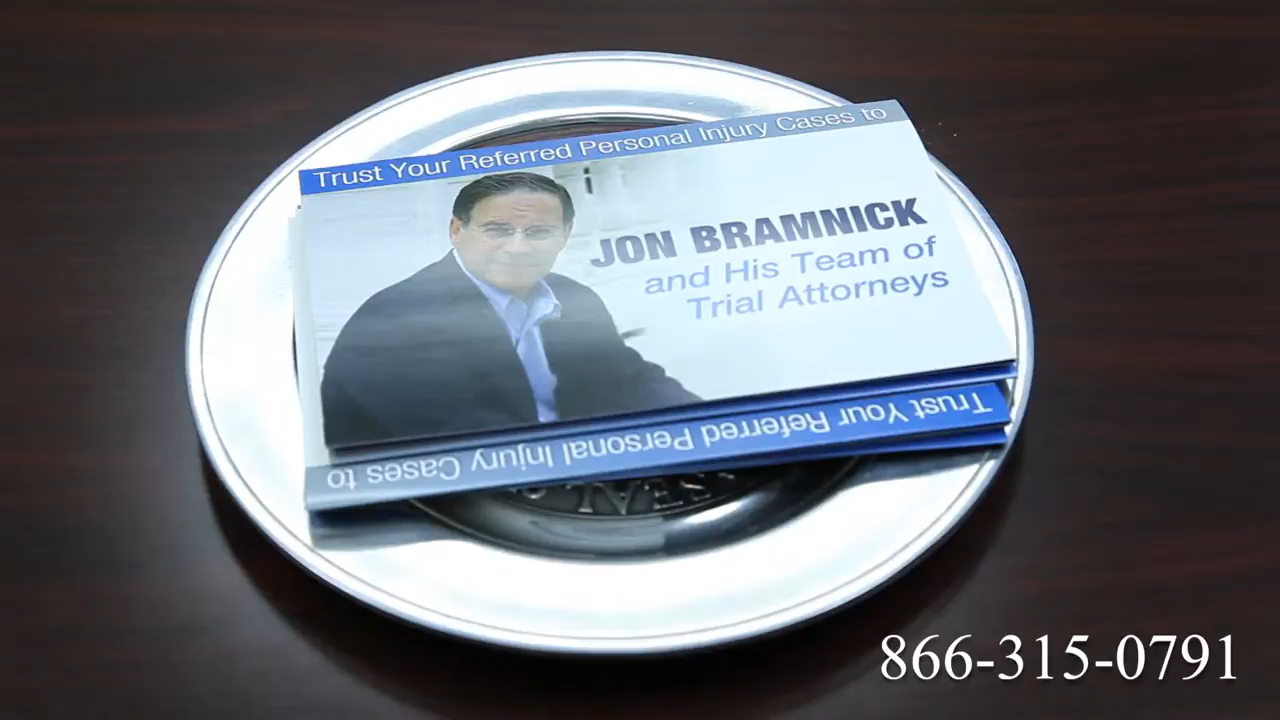 Trust Your Referred Personal Injury Cases to
JON BRAMNICK
and His Team of
Trial Attorneys
Trust Your Referred Personal Injury Cases to
866-315-0791